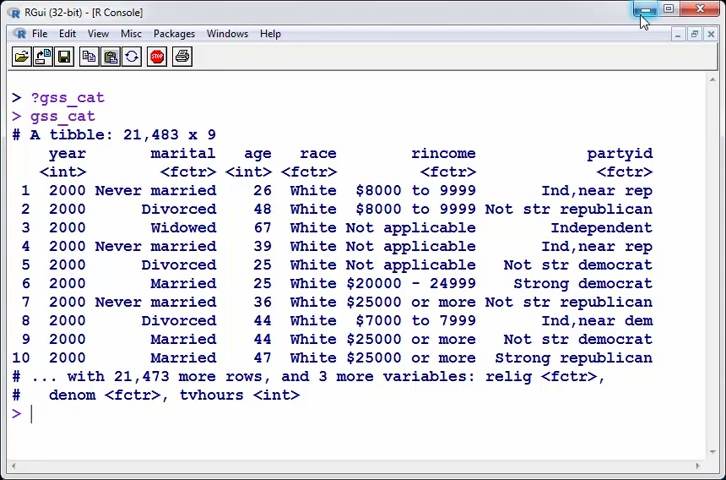 RGui (32-bit) - [R Console]
File Edit View Misc Packages Windows Help
STOP
> ?gss_cat
> gss_cat
# A tibble: 21,483 x 9
year marital age race rincome partyid
<int> <fctr> <int> <fctr> <fctr> <fctr>
1 2000 Never married 26 White $8000 to 9999 Ind,near rep
2 2000 Divorced 48 White $8000 to 9999 Not str republican
3 2000 Widowed 67 White Not applicable Independent
4 2000 Never married 39 White Not applicable Ind,near rep
5 2000 Divorced 25 White Not applicable Not str democrat
6 2000 Married 25 White $20000 - 24999 Strong democrat
7 2000 Never married 36 White $25000 or more Not str republican
8 2000 Divorced 44 White $7000 to 7999 Ind,near dem
9 2000 Married 44 White $25000 or more Not str democrat
10 2000 Married 47 White $25000 or more Strong republican
# ... with 21,473 more rows, and 3 more variables: relig <fctr>,
# denom <fctr>, tvhours <int>
>